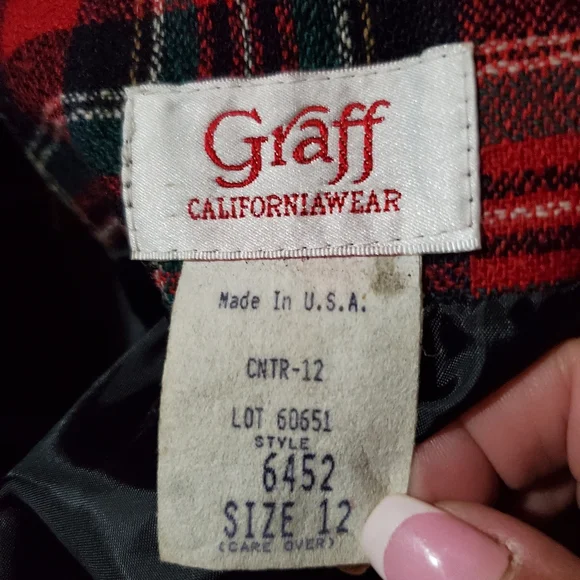 Graff
CALIFORNIAWEAR
Made In U.S.A.
CNTR-12
LOT 60651
STYLE
6452
SIZE 12
(CARE OVER)